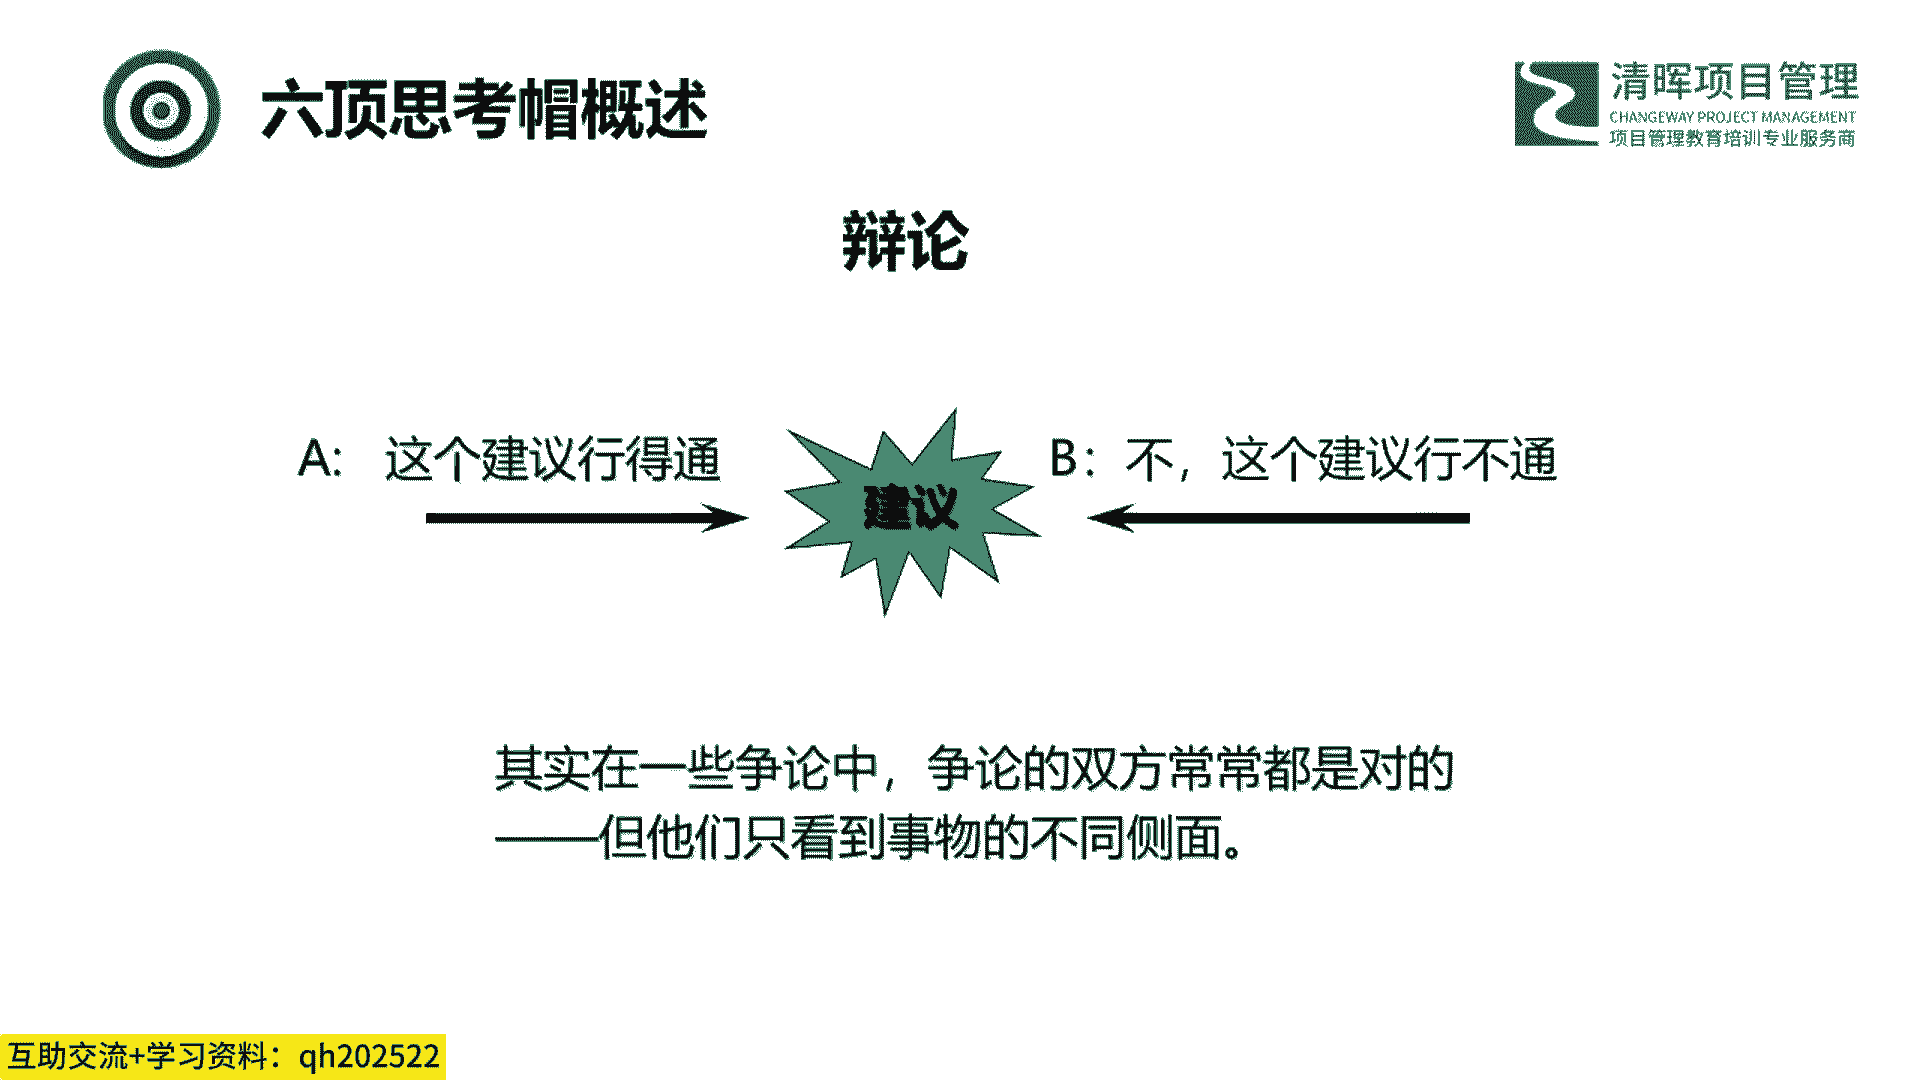 六顶思考帽概述
清晖项目管理
CHANGEWAY PROJECT MANAGEMENT
项目管理教育培训专业服务商
辩论
A： 这个建议行得通
建议
B：不，这个建议行不通
其实在一些争论中，争论的双方常常都是对的
——但他们只看到事物的不同侧面。
互助交流+学习资料：qh202522